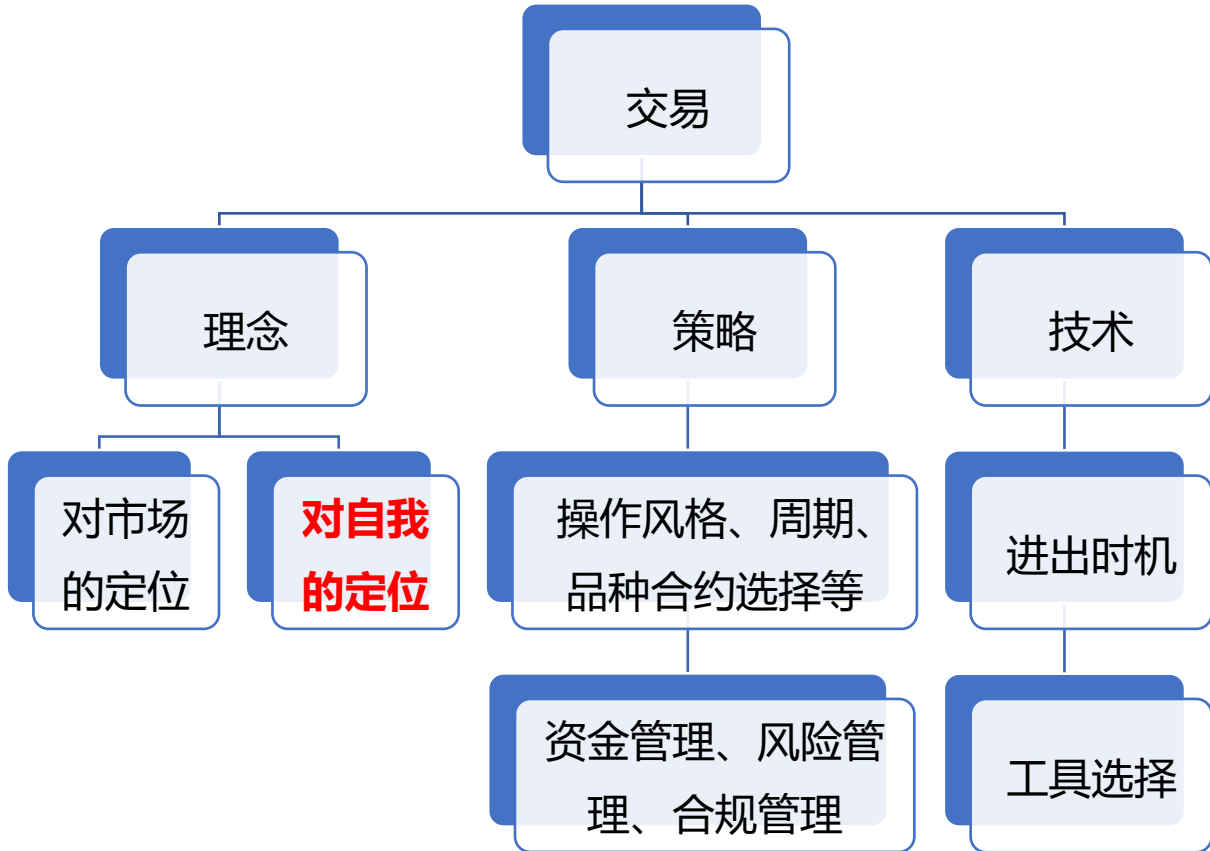 交易
理念
策略
技术
对市场
的定位
对自我
的定位
操作风格、周期、
品种合约选择等
进出时机
资金管理、风险管
理、合规管理
工具选择